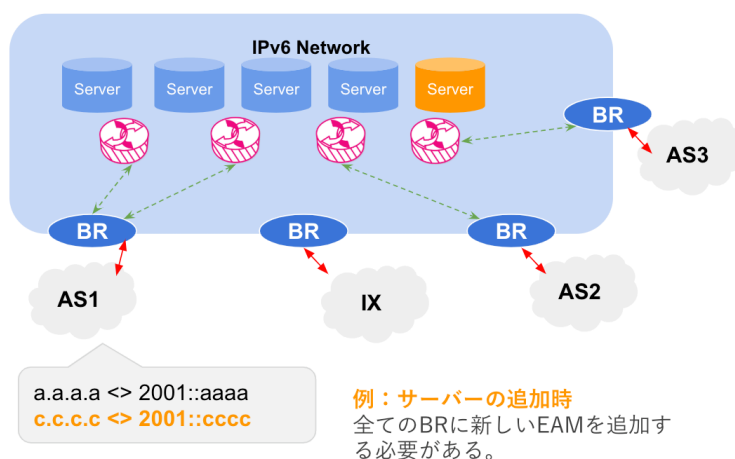 IPv6 Network
Server
Server
Server
Server
Server
BR
AS3
BR
BR
BR
AS1
IX
AS2
a.a.a.a <> 2001::aaaa
c.c.c.c <> 2001::cccc
例：サーバーの追加時
全てのBRに新しいEAMを追加す
る必要がある。